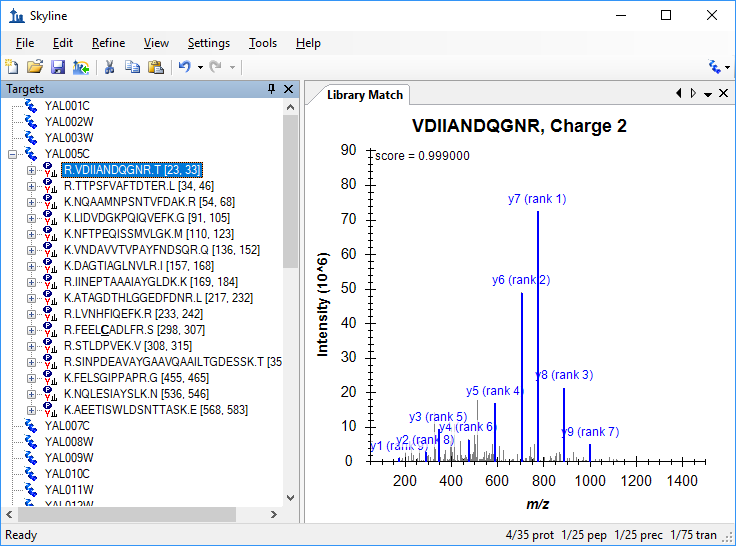 Skyline
File Edit Refine View Settings Tools Help
Targets
YAL001C
YAL002W
YAL003W
YAL005C
R.VDIIANDQGNR.T [23, 33]
R.TTPSFVAFTDTER.L [34, 46]
K.NQAAMNPSNTVFDAK.R [54, 68]
K.LIDVDGKPQIQVEFK.G [91, 105]
K.NFTPEQISSMVLGK.M [110, 123]
K.VNDAVVTVPAYFNDSQR.Q [136, 152]
K.DAGTIAGLNVLR.I [157, 168]
R.IINEPTAAAIAYGLDK.K [169, 184]
K.ATAGDTHLGGEDFDNR.L [217, 232]
R.LVNHFIQEFK.R [233, 242]
R.FEELCADLFR.S [298, 307]
R.STLDPVEK.V [308, 315]
R.SINPDEAVAYGAAVQAAILTGDESSK.T [35
K.FELSGIPPAPR.G [455, 465]
K.NQLESIAYSLK.N [536, 546]
K.AEETISWLDSNTTASK.E [568, 583]
YAL007C
YAL008W
YAL009W
YAL010C
YAL011W
YAL012W
Library Match
VDIIANDQGNR, Charge 2
score = 0.999000
90
80
70
60
50
40
30
20
10
0
Intensity (10^6)
y7 (rank 1)
y6 (rank 2)
y8 (rank 3)
y5 (rank 4)
y3 (rank 5)
y4 (rank 6)
y9 (rank 7)
y2 (rank 8)
y1 (rank 9)
200 400 600 800 1000 1200 1400
m/z
Ready
4/35 prot 1/25 pep 1/25 prec 1/75 tran